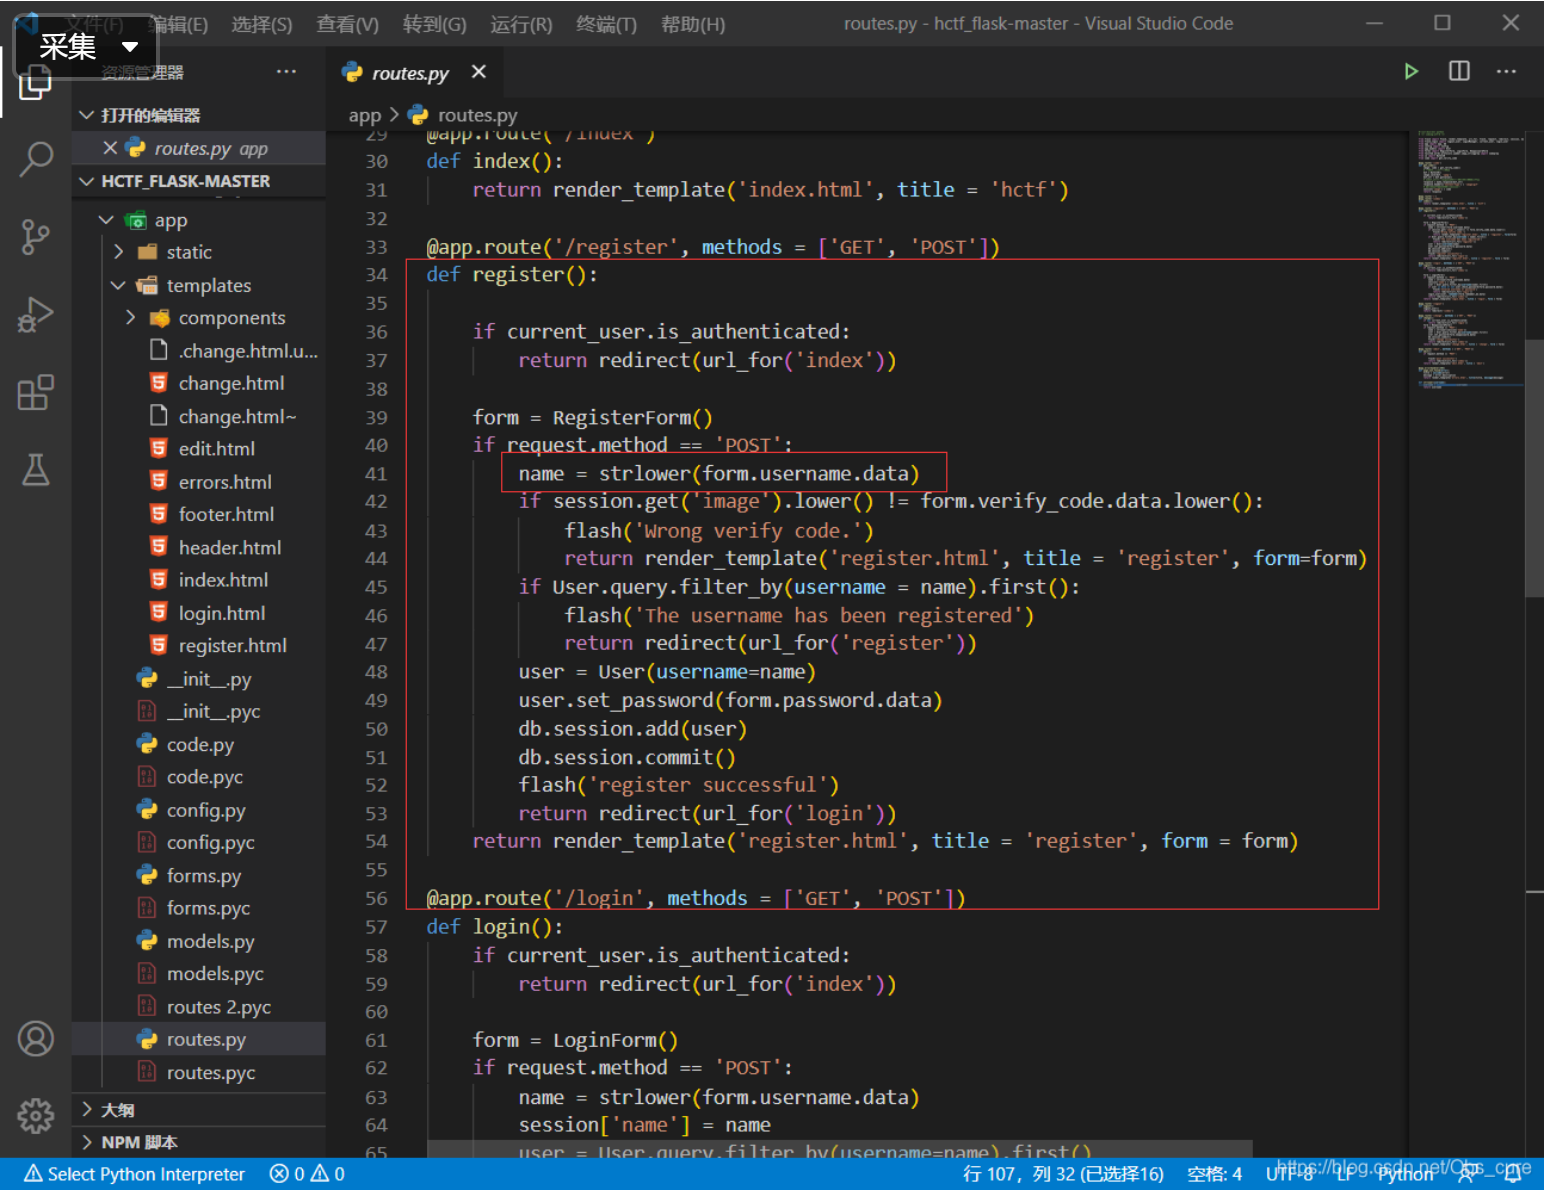 文件(F) 编辑(E) 选择(S) 查看(V) 转到(G) 运行(R) 终端(T) 帮助(H) routes.py - hctf_flask-master - Visual Studio Code
采集
资源管理器 ···
打开的编辑器
routes.py app
HCTF_FLASK-MASTER
app
static
templates
components
.change.html.u...
change.html
change.html~
edit.html
errors.html
footer.html
header.html
index.html
login.html
register.html
__init__.py
__init__.pyc
code.py
code.pyc
config.py
config.pyc
forms.py
forms.pyc
models.py
models.pyc
routes 2.pyc
routes.py
routes.pyc
大纲
NPM 脚本
routes.py
app > routes.py
29 @app.route('/index')
30 def index():
31 return render_template('index.html', title = 'hctf')
32
33 @app.route('/register', methods = ['GET', 'POST'])
34 def register():
35
36 if current_user.is_authenticated:
37 return redirect(url_for('index'))
38
39 form = RegisterForm()
40 if request.method == 'POST':
41 name = strlower(form.username.data)
42 if session.get('image').lower() != form.verify_code.data.lower():
43 flash('Wrong verify code.')
44 return render_template('register.html', title = 'register', form=form)
45 if User.query.filter_by(username = name).first():
46 flash('The username has been registered')
47 return redirect(url_for('register'))
48 user = User(username=name)
49 user.set_password(form.password.data)
50 db.session.add(user)
51 db.session.commit()
52 flash('register successful')
53 return redirect(url_for('login'))
54 return render_template('register.html', title = 'register', form = form)
55
56 @app.route('/login', methods = ['GET', 'POST'])
57 def login():
58 if current_user.is_authenticated:
59 return redirect(url_for('index'))
60
61 form = LoginForm()
62 if request.method == 'POST':
63 name = strlower(form.username.data)
64 session['name'] = name
65 user = User.query.filter_by(username=name).first()
Select Python Interpreter 0 0 行 107，列 32 (已选择16) 空格: 4 UTF-8 LF Python
https://blog.csdn.net/Obs_cure